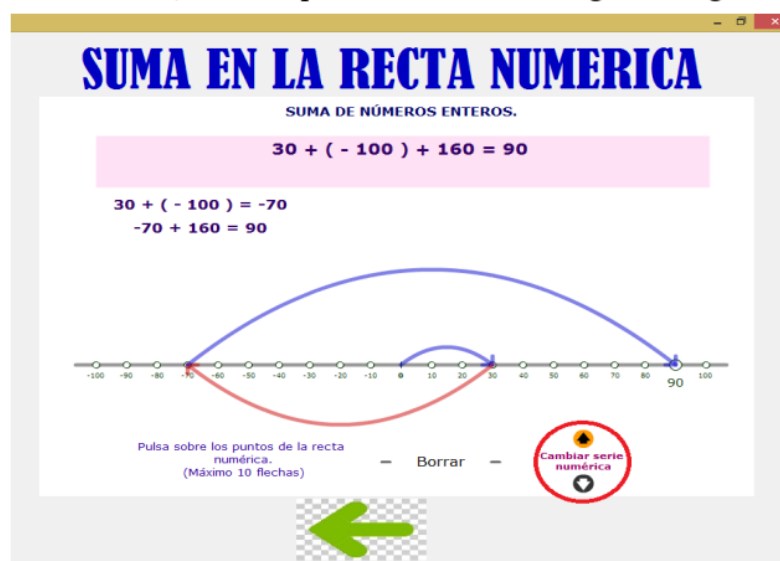 SUMA EN LA RECTA NUMERICA
SUMA DE NÚMEROS ENTEROS.
30 + ( - 100 ) + 160 = 90
30 + ( - 100 ) = -70
-70 + 160 = 90
-100 -90 -80 -70 -60 -50 -40 -30 -20 -10 0 10 20 30 40 50 60 70 80 90 100
Pulsa sobre los puntos de la recta
numérica.
(Máximo 10 flechas)
– Borrar –
Cambiar serie
numérica